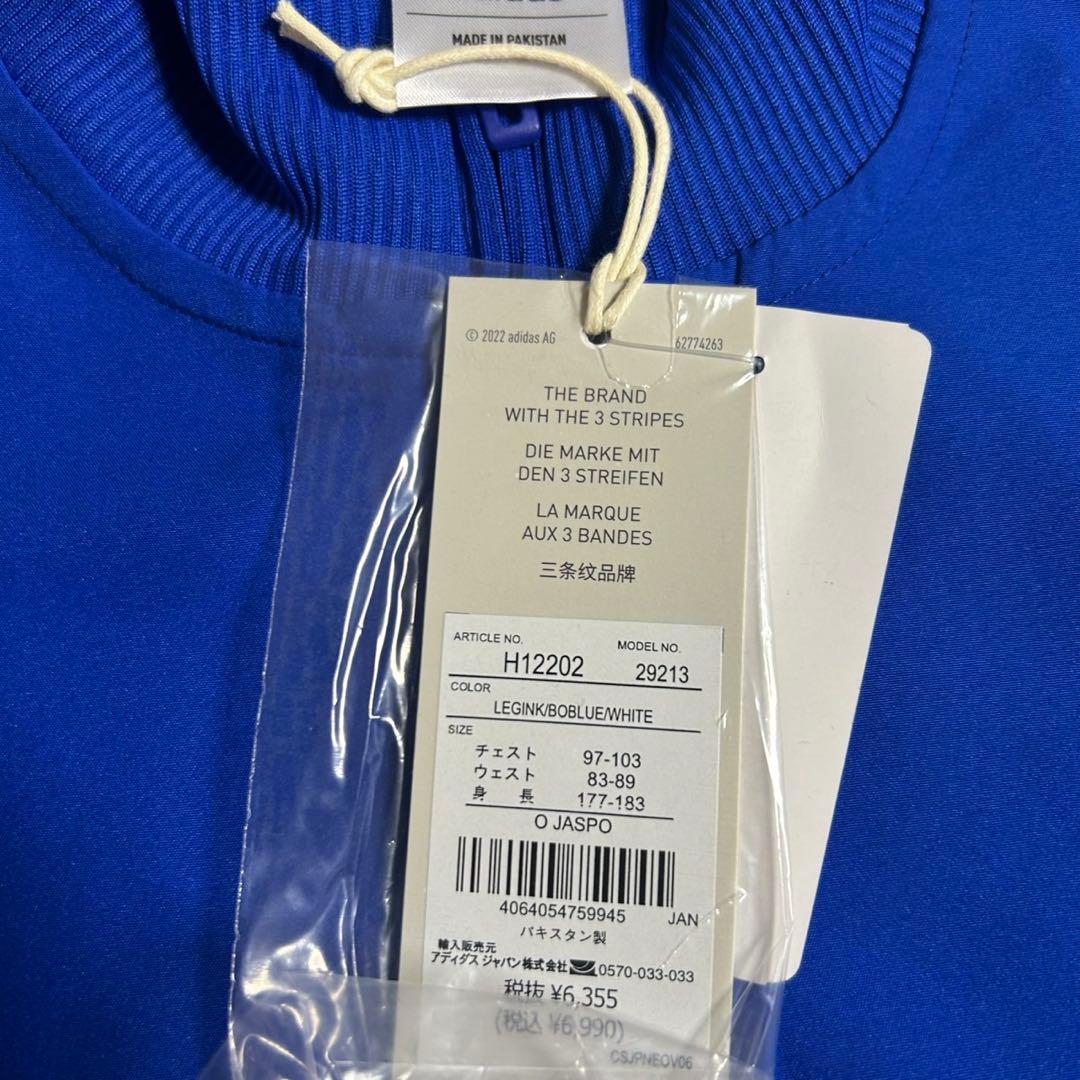 MADE IN PAKISTAN
© 2022 adidas AG
62774263
THE BRAND
WITH THE 3 STRIPES
DIE MARKE MIT
DEN 3 STREIFEN
LA MARQUE
AUX 3 BANDES
三条纹品牌
ARTICLE NO.
MODEL NO.
H12202
29213
COLOR
LEGINK/BOBLUE/WHITE
SIZE
チェスト 97-103
ウェスト 83-89
身 長 177-183
O JASPO
4064054759945 JAN
パキスタン製
輸入販売元
アディダス ジャパン株式会社 0570-033-033
税抜 ¥6,355
(税込 ¥6,990)
CSJPNEOV06